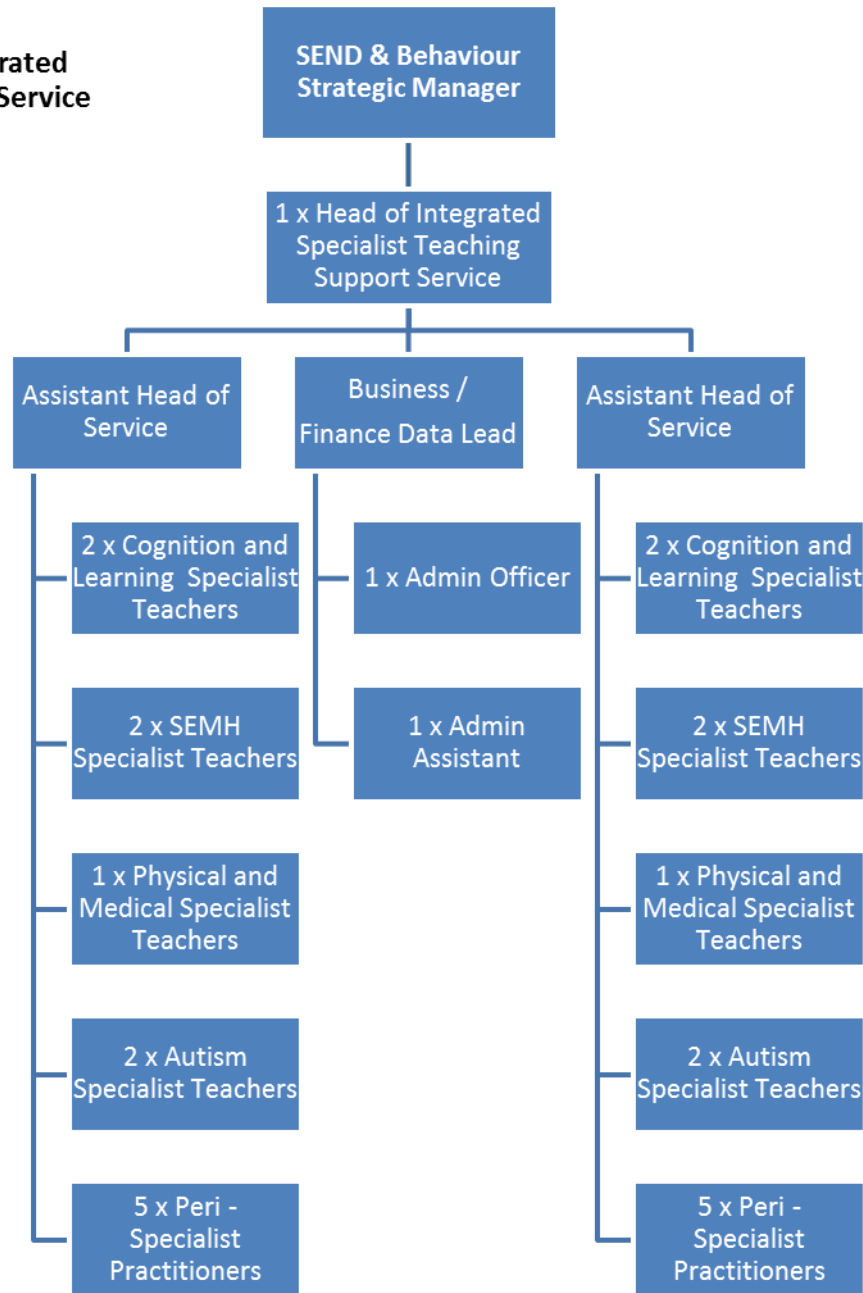 Service
SEND & Behaviour
Strategic Manager
1 x Head of Integrated
Specialist Teaching
Support Service
Assistant Head of
Service
Business /
Finance Data Lead
Assistant Head of
Service
2 x Cognition and
Learning Specialist
Teachers
2 x SEMH
Specialist Teachers
1 x Physical and
Medical Specialist
Teachers
2 x Autism
Specialist Teachers
5 x Peri -
Specialist
Practitioners
1 x Admin Officer
1 x Admin
Assistant
2 x Cognition and
Learning Specialist
Teachers
2 x SEMH
Specialist Teachers
1 x Physical and
Medical Specialist
Teachers
2 x Autism
Specialist Teachers
5 x Peri -
Specialist
Practitioners